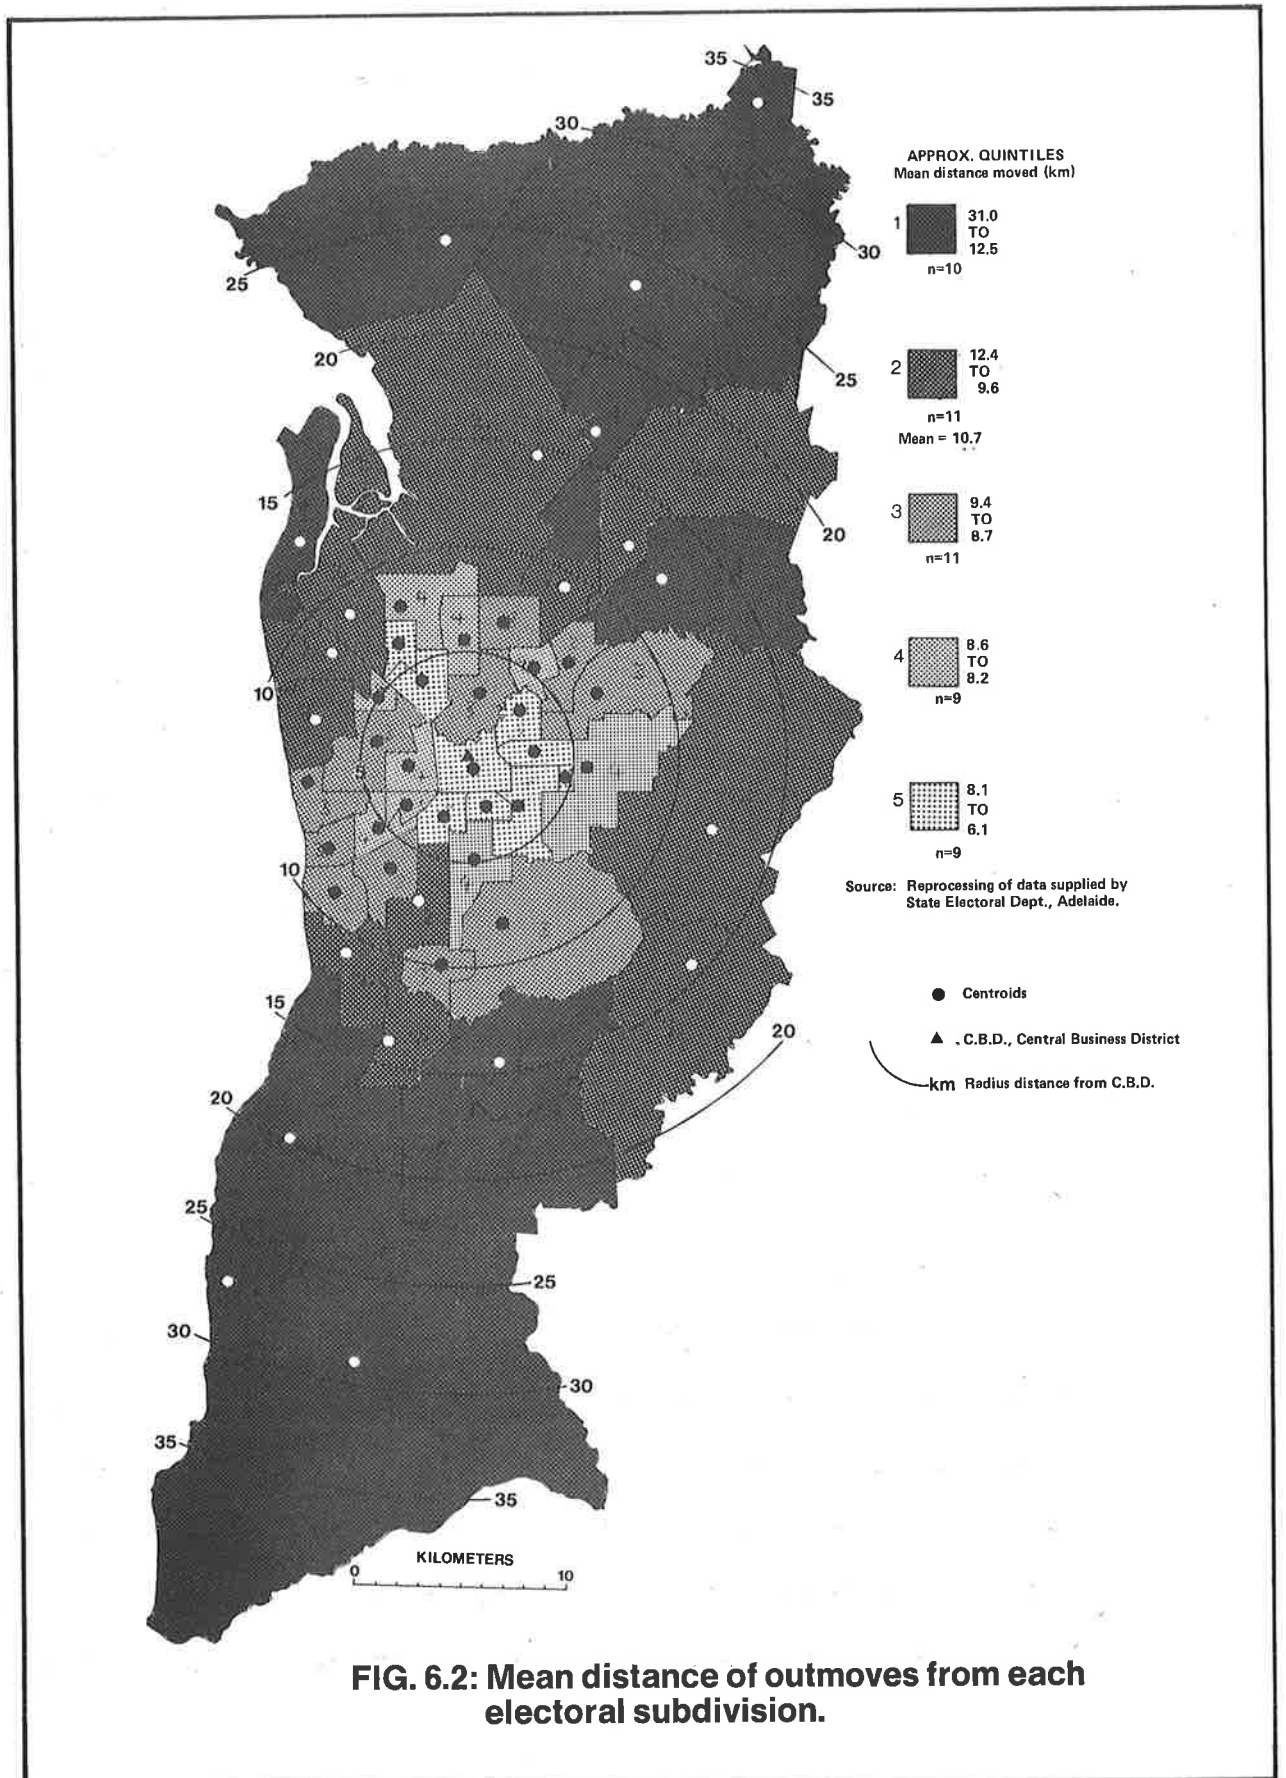 35
35
30
30
25
20
25
15
20
10
10
15
20
20
25
25
30
30
35
35
APPROX. QUINTILES
Mean distance moved (km)
1
31.0
TO
12.5
n=10
2
12.4
TO
9.6
n=11
Mean = 10.7
3
9.4
TO
8.7
n=11
4
8.6
TO
8.2
n=9
5
8.1
TO
6.1
n=9
Source: Reprocessing of data supplied by
State Electoral Dept., Adelaide.
Centroids
C.B.D., Central Business District
km Radius distance from C.B.D.
KILOMETERS
0 10
FIG. 6.2: Mean distance of outmoves from each
electoral subdivision.